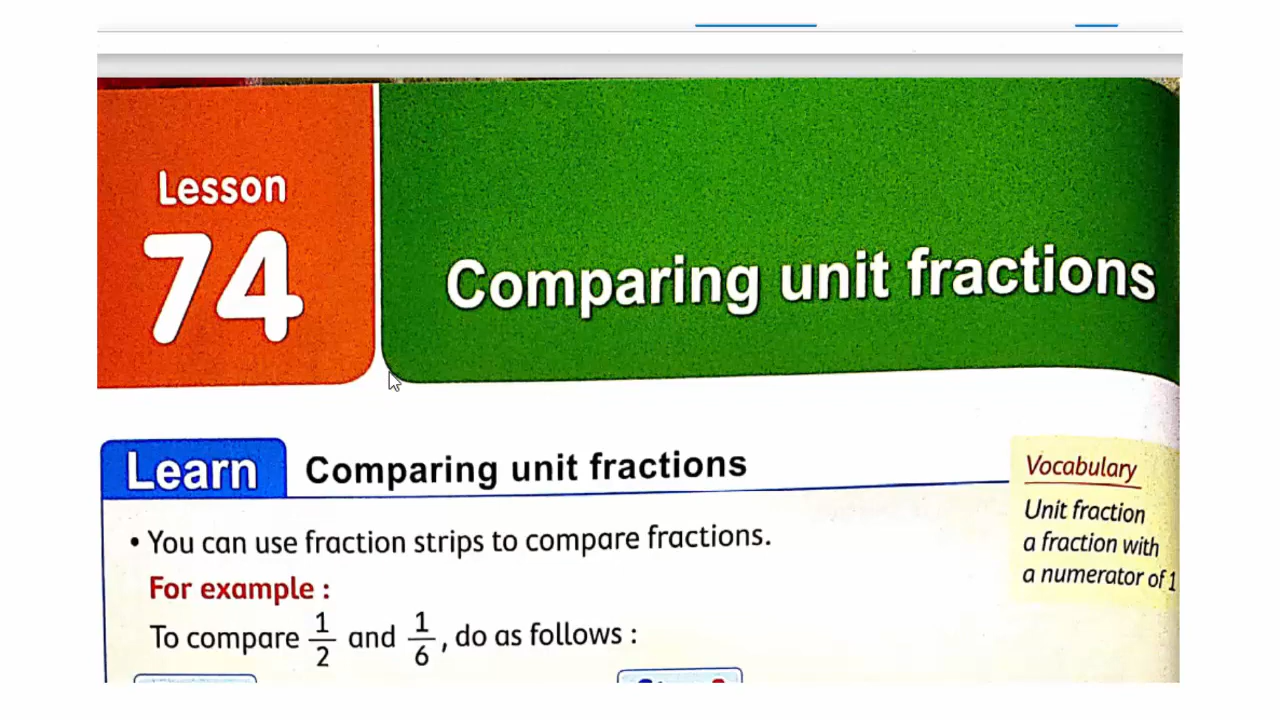 Lesson
74
Comparing unit fractions
Learn
Comparing unit fractions
Vocabulary
Unit fraction
a fraction with
a numerator of 1
• You can use fraction strips to compare fractions.
For example :
To compare 1/2 and 1/6, do as follows :